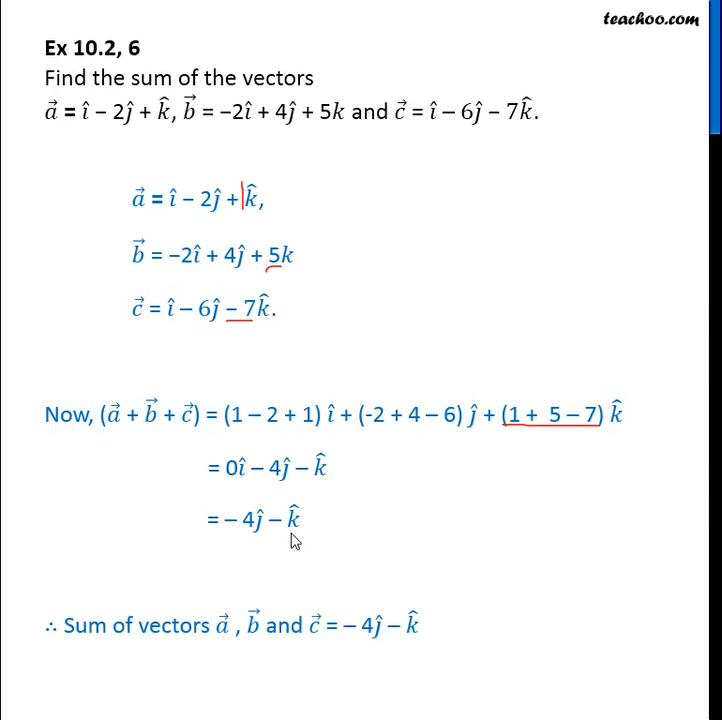 teachoo.com
Ex 10.2, 6
Find the sum of the vectors
a⃗ = î − 2ĵ + k̂, b⃗ = −2î + 4ĵ + 5k and c⃗ = î − 6ĵ − 7k̂.
a⃗ = î − 2ĵ + 1k̂,
b⃗ = −2î + 4ĵ + 5k
c⃗ = î − 6ĵ − 7k̂.
Now, (a⃗ + b⃗ + c⃗) = (1 – 2 + 1) î + (-2 + 4 – 6) ĵ + (1 + 5 – 7) k̂
= 0î – 4ĵ – k̂
= – 4ĵ – k̂
∴ Sum of vectors a⃗ , b⃗ and c⃗ = – 4ĵ – k̂